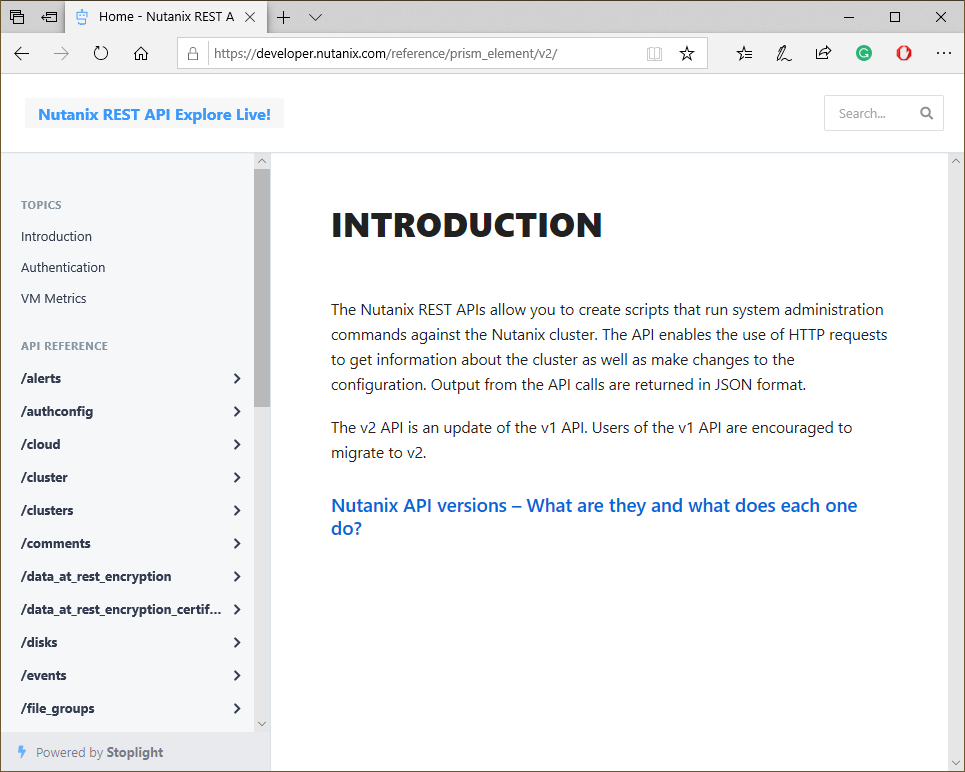 Home - Nutanix REST A
https://developer.nutanix.com/reference/prism_element/v2/
Nutanix REST API Explore Live!
Search...
TOPICS
Introduction
Authentication
VM Metrics
API REFERENCE
/alerts
/authconfig
/cloud
/cluster
/clusters
/comments
/data_at_rest_encryption
/data_at_rest_encryption_certif...
/disks
/events
/file_groups
Powered by Stoplight
INTRODUCTION
The Nutanix REST APIs allow you to create scripts that run system administration
commands against the Nutanix cluster. The API enables the use of HTTP requests
to get information about the cluster as well as make changes to the
configuration. Output from the API calls are returned in JSON format.
The v2 API is an update of the v1 API. Users of the v1 API are encouraged to
migrate to v2.
Nutanix API versions – What are they and what does each one
do?